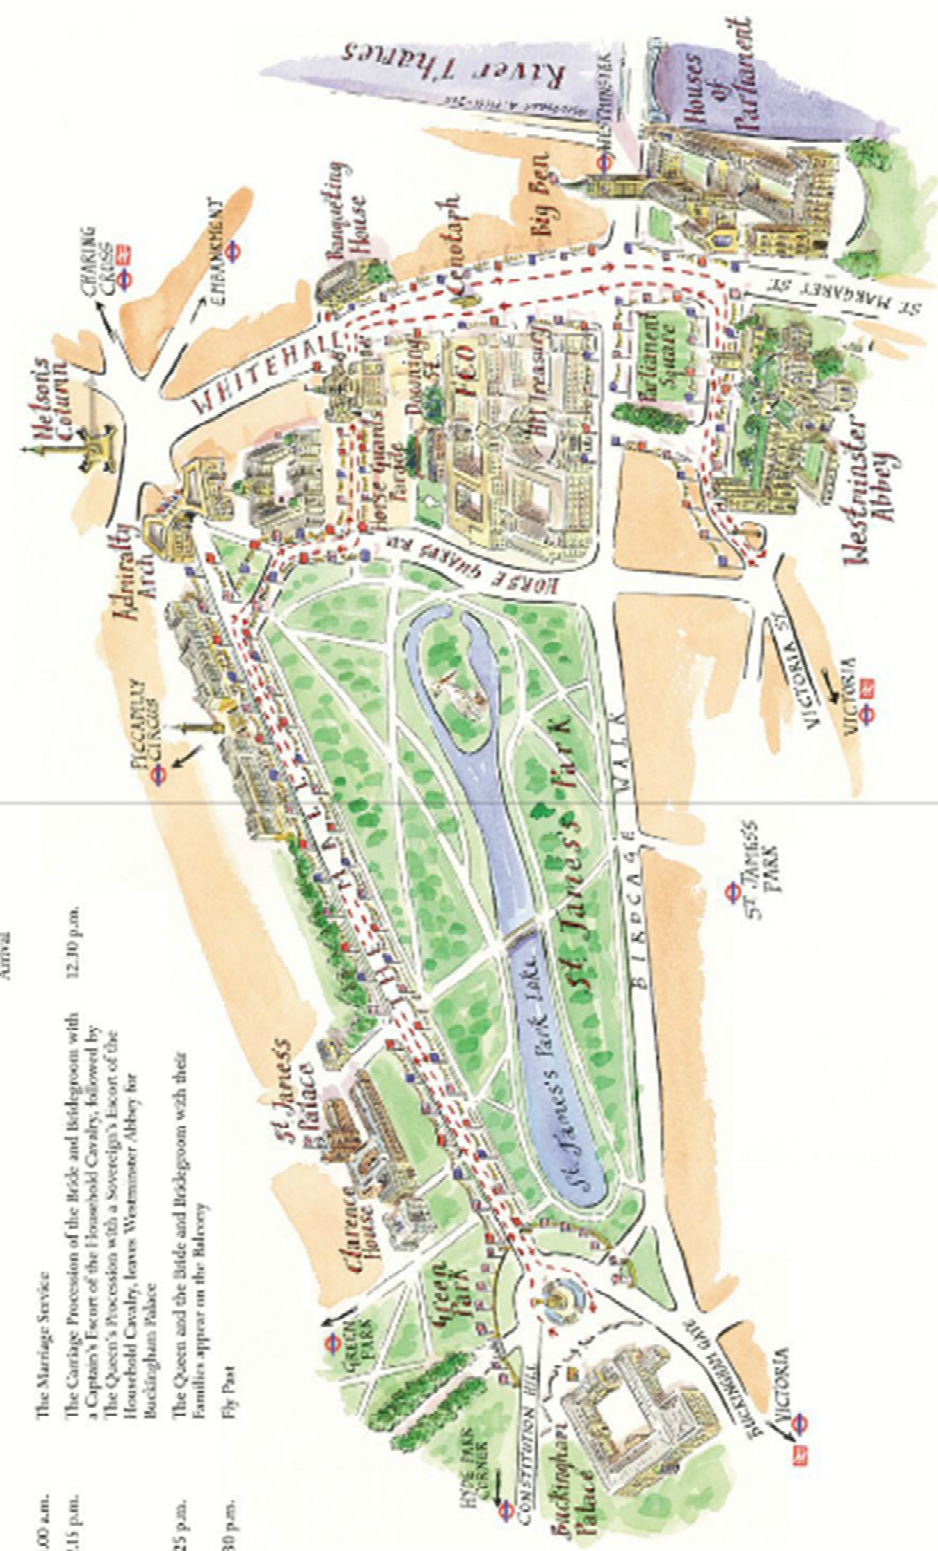 Arrival
.00 a.m. The Marriage Service
.15 p.m. The Carriage Procession of the Bride and Bridegroom with 12.30 p.m.
a Captain's Escort of the Household Cavalry, followed by
The Queen's Procession with a Sovereign's Escort of the
Household Cavalry, leaves Westminster Abbey for
Buckingham Palace
25 p.m. The Queen and the Bride and Bridegroom with their
Families appear on the Balcony
30 p.m. Fly Past
Nelson's
Column
CHARING
CROSS
EMBANKMENT
Admiralty
Arch
WHITEHALL
Banqueting
House
PICCADILLY
CIRCUS
Horse Guards
Parade
Downing
St.
Cenotaph
FCO
HM Treasury
Big Ben
WESTMINSTER
River Thames
Houses
of
Parliament
Parliament
Square
ST. MARGARET ST.
Westminster
Abbey
HORSE GUARDS RD
THE MALL
St James's
Palace
Clarence
House
St. James's Park
St. James's Park Lake
BIRDCAGE WALK
VICTORIA ST
VICTORIA
ST JAMES'S
PARK
GREEN
PARK
Green
Park
HYDE PARK
CORNER
CONSTITUTION HILL
Buckingham
Palace
BUCKINGHAM GATE
VICTORIA